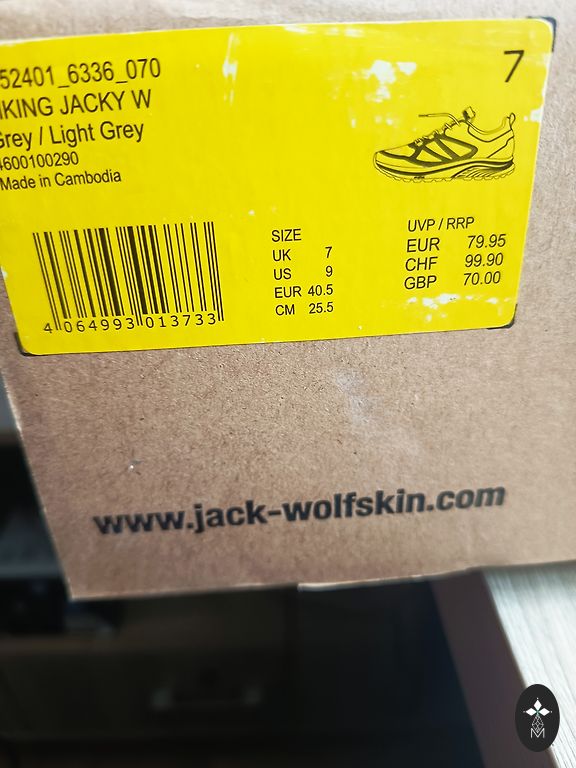 52401_6336_070
IKING JACKY W
Grey / Light Grey
4600100290
Made in Cambodia
7
4 064993 013733
SIZE
UK 7
US 9
EUR 40.5
CM 25.5
UVP / RRP
EUR 79.95
CHF 99.90
GBP 70.00
www.jack-wolfskin.com
M